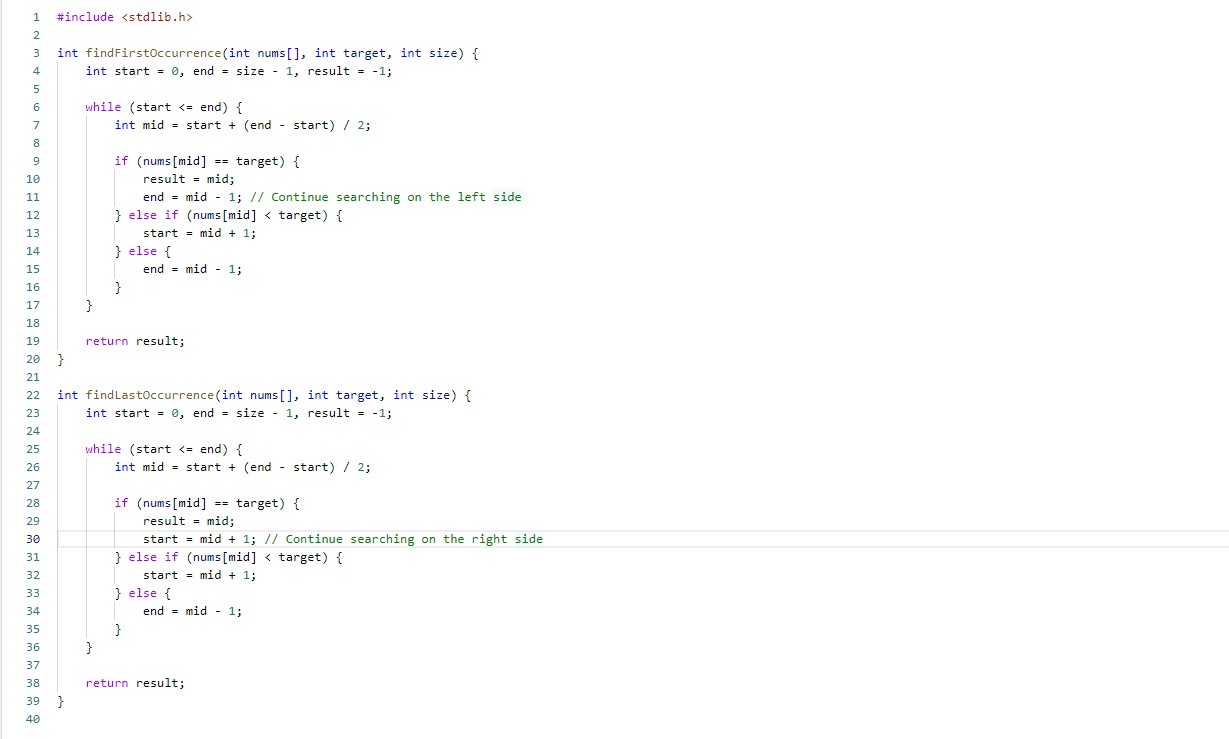 1 #include <stdlib.h>
2
3 int findFirstOccurrence(int nums[], int target, int size) {
4     int start = 0, end = size - 1, result = -1;
5
6     while (start <= end) {
7         int mid = start + (end - start) / 2;
8
9         if (nums[mid] == target) {
10             result = mid;
11             end = mid - 1; // Continue searching on the left side
12         } else if (nums[mid] < target) {
13             start = mid + 1;
14         } else {
15             end = mid - 1;
16         }
17     }
18
19     return result;
20 }
21
22 int findLastOccurrence(int nums[], int target, int size) {
23     int start = 0, end = size - 1, result = -1;
24
25     while (start <= end) {
26         int mid = start + (end - start) / 2;
27
28         if (nums[mid] == target) {
29             result = mid;
30             start = mid + 1; // Continue searching on the right side
31         } else if (nums[mid] < target) {
32             start = mid + 1;
33         } else {
34             end = mid - 1;
35         }
36     }
37
38     return result;
39 }
40